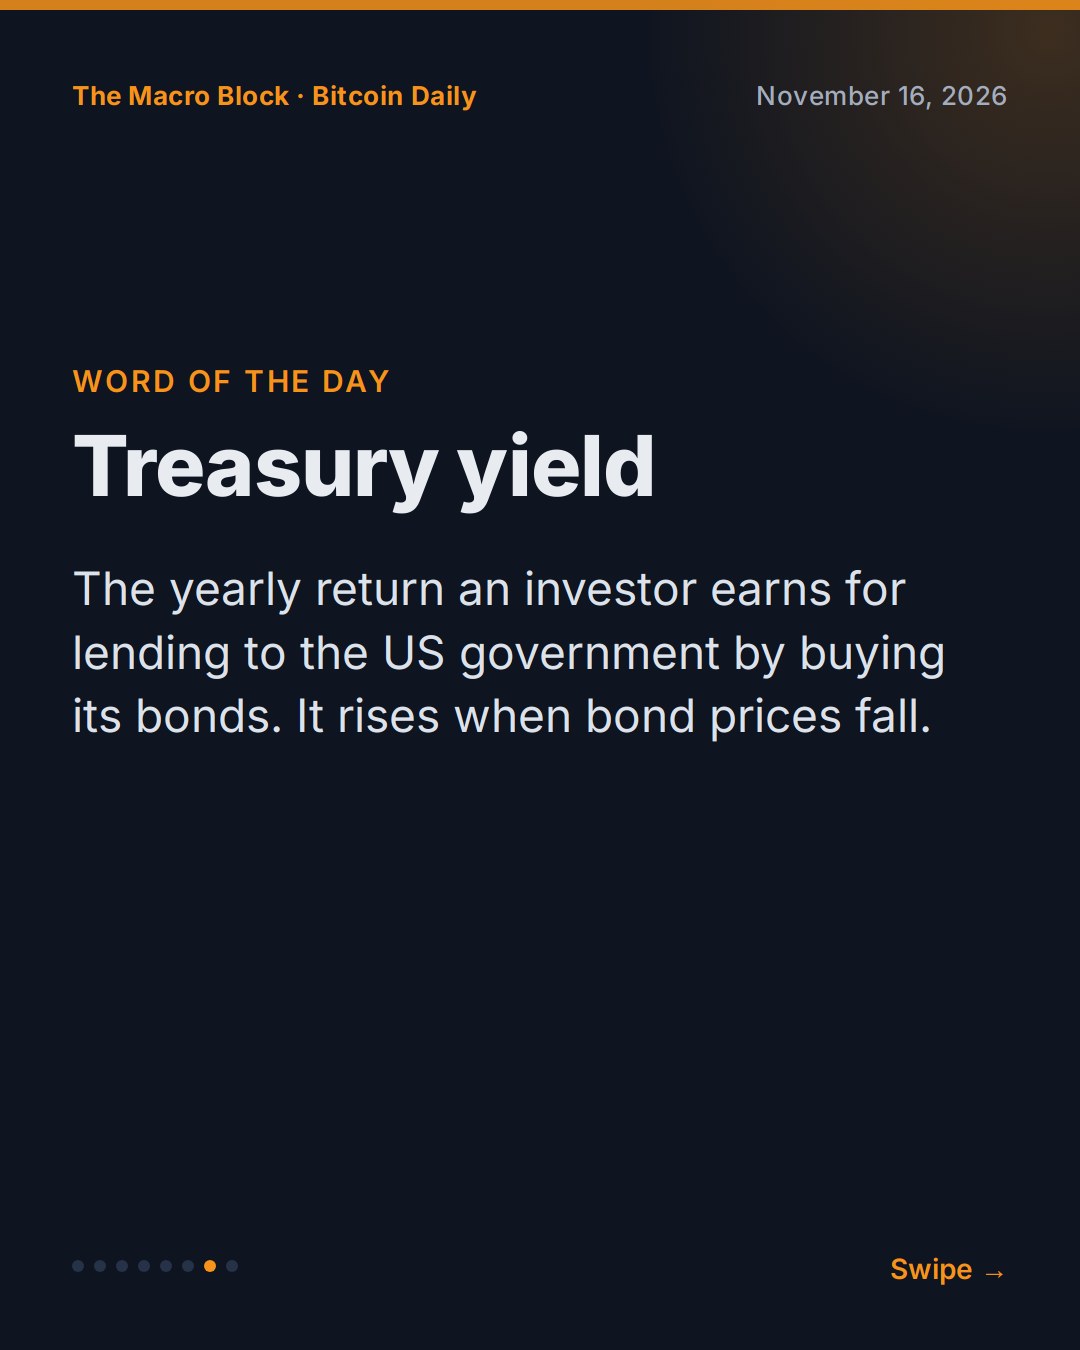 The Macro Block · Bitcoin Daily
November 16, 2026
WORD OF THE DAY
Treasury yield
The yearly return an investor earns for
lending to the US government by buying
its bonds. It rises when bond prices fall.
Swipe →